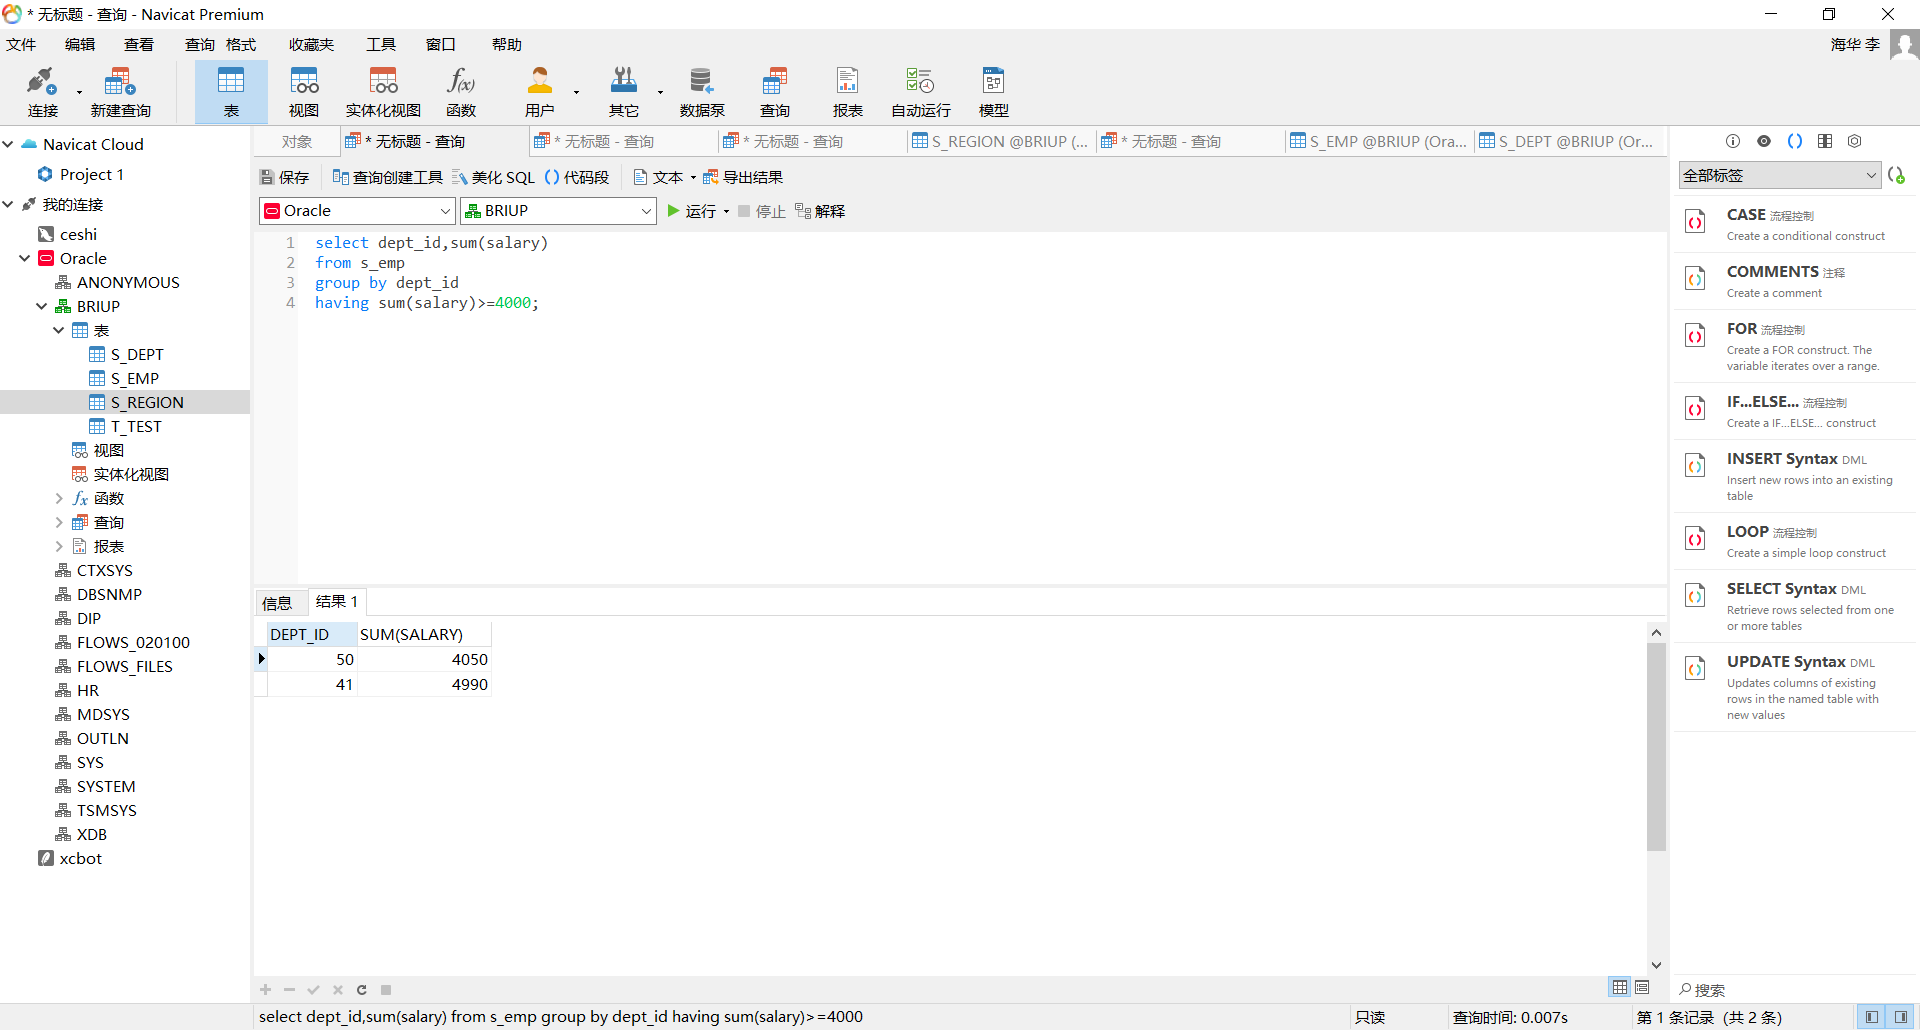 * 无标题 - 查询 - Navicat Premium
文件 编辑 查看 查询 格式 收藏夹 工具 窗口 帮助 海华 李
连接 新建查询 表 视图 实体化视图 函数 用户 其它 数据泵 查询 报表 自动运行 模型
Navicat Cloud
Project 1
我的连接
ceshi
Oracle
ANONYMOUS
BRIUP
表
S_DEPT
S_EMP
S_REGION
T_TEST
视图
实体化视图
函数
查询
报表
CTXSYS
DBSNMP
DIP
FLOWS_020100
FLOWS_FILES
HR
MDSYS
OUTLN
SYS
SYSTEM
TSMSYS
XDB
xcbot
对象 * 无标题 - 查询 * 无标题 - 查询 * 无标题 - 查询 S_REGION @BRIUP (... * 无标题 - 查询 S_EMP @BRIUP (Ora... S_DEPT @BRIUP (Or...
保存 查询创建工具 美化 SQL 代码段 文本 导出结果
Oracle BRIUP 运行 停止 解释
1 select dept_id,sum(salary)
2 from s_emp
3 group by dept_id
4 having sum(salary)>=4000;
信息 结果 1
DEPT_ID SUM(SALARY)
50 4050
41 4990
全部标签
CASE 流程控制
Create a conditional construct
COMMENTS 注释
Create a comment
FOR 流程控制
Create a FOR construct. The
variable iterates over a range.
IF...ELSE... 流程控制
Create a IF...ELSE... construct
INSERT Syntax DML
Insert new rows into an existing
table
LOOP 流程控制
Create a simple loop construct
SELECT Syntax DML
Retrieve rows selected from one
or more tables
UPDATE Syntax DML
Updates columns of existing
rows in the named table with
new values
搜索
select dept_id,sum(salary) from s_emp group by dept_id having sum(salary)>=4000 只读 查询时间: 0.007s 第 1 条记录 (共 2 条)